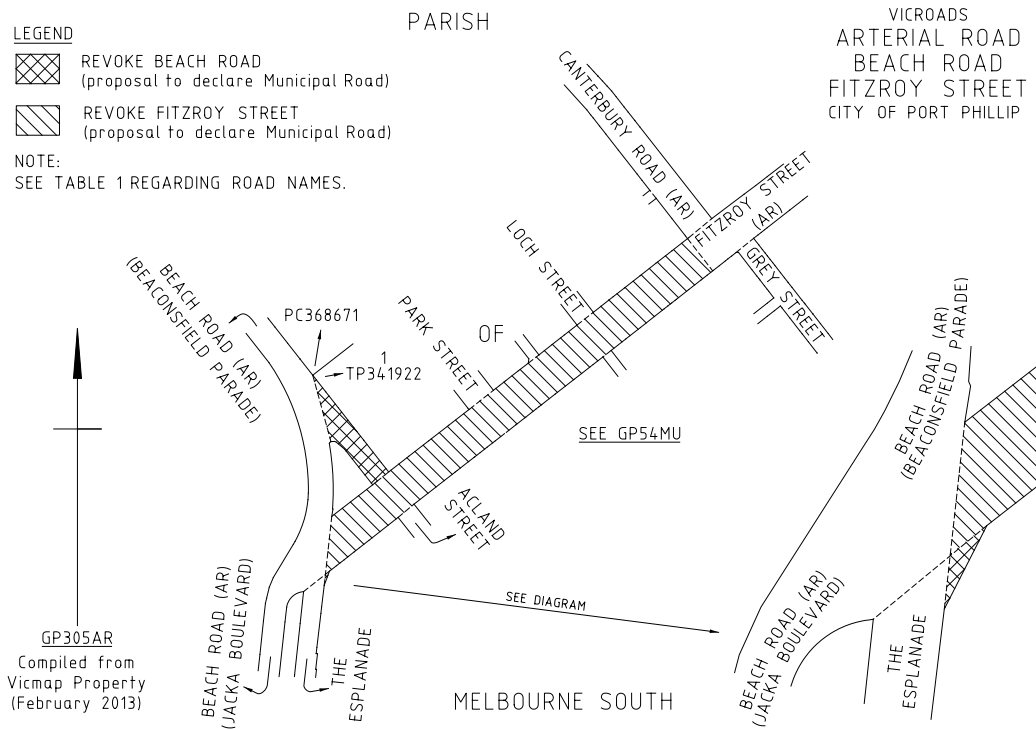 LEGEND
REVOKE BEACH ROAD
(proposal to declare Municipal Road)
REVOKE FITZROY STREET
(proposal to declare Municipal Road)
NOTE:
SEE TABLE 1 REGARDING ROAD NAMES.
PARISH
VICROADS
ARTERIAL ROAD
BEACH ROAD
FITZROY STREET
CITY OF PORT PHILLIP
CANTERBURY ROAD (AR)
FITZROY STREET
(AR)
GREY STREET
LOCH STREET
PARK STREET
OF
BEACH ROAD (AR)
(BEACONSFIELD PARADE)
PC368671
1
TP341922
SEE GP54MU
ACLAND
STREET
BEACH ROAD (AR)
(BEACONSFIELD PARADE)
SEE DIAGRAM
GP305AR
Compiled from
Vicmap Property
(February 2013)
BEACH ROAD (AR)
(JACKA BOULEVARD)
THE
ESPLANADE
MELBOURNE SOUTH
BEACH ROAD (AR)
(JACKA BOULEVARD)
THE
ESPLANADE